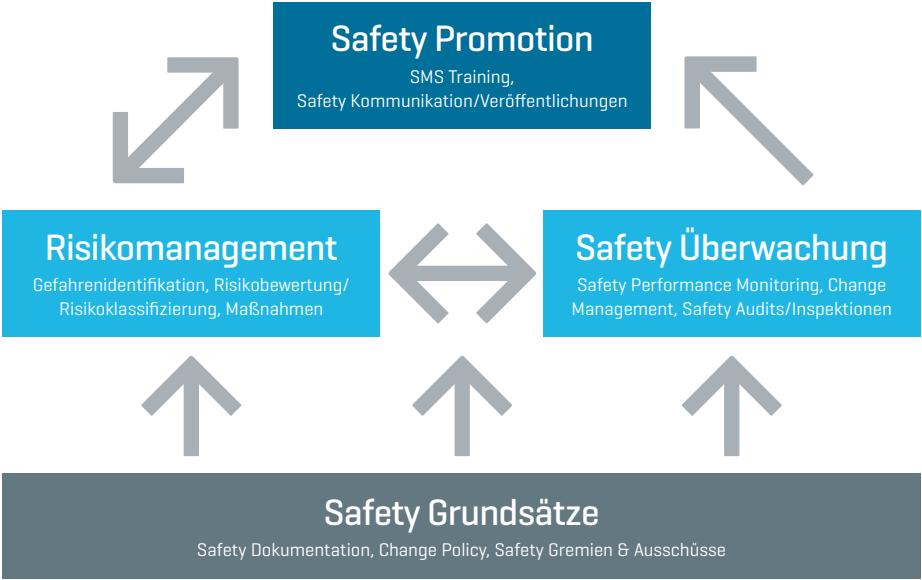 Safety Promotion
SMS Training,
Safety Kommunikation/Veröffentlichungen
Risikomanagement
Gefahrenidentifikation, Risikobewertung/
Risikoklassifizierung, Maßnahmen
Safety Überwachung
Safety Performance Monitoring, Change
Management, Safety Audits/Inspektionen
Safety Grundsätze
Safety Dokumentation, Change Policy, Safety Gremien & Ausschüsse